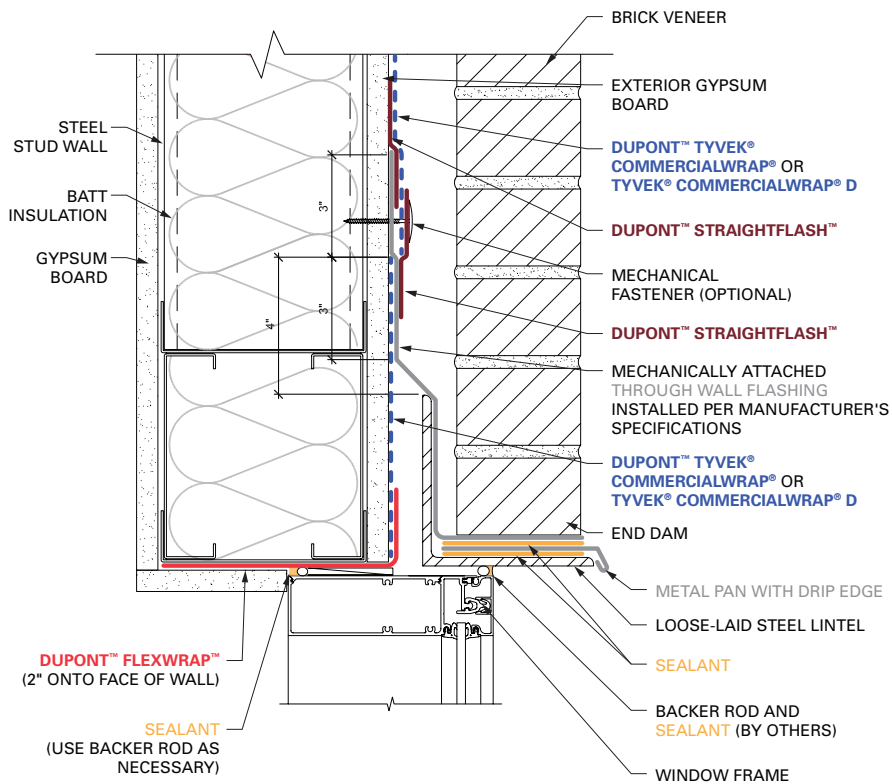 BRICK VENEER
EXTERIOR GYPSUM
BOARD
DUPONT™ TYVEK®
COMMERCIALWRAP® OR
TYVEK® COMMERCIALWRAP® D
DUPONT™ STRAIGHTFLASH™
MECHANICAL
FASTENER (OPTIONAL)
DUPONT™ STRAIGHTFLASH™
MECHANICALLY ATTACHED
THROUGH WALL FLASHING
INSTALLED PER MANUFACTURER'S
SPECIFICATIONS
DUPONT™ TYVEK®
COMMERCIALWRAP® OR
TYVEK® COMMERCIALWRAP® D
END DAM
METAL PAN WITH DRIP EDGE
LOOSE-LAID STEEL LINTEL
SEALANT
BACKER ROD AND
SEALANT (BY OTHERS)
WINDOW FRAME
STEEL
STUD WALL
BATT
INSULATION
GYPSUM
BOARD
3"
4"
3"
DUPONT™ FLEXWRAP™
(2" ONTO FACE OF WALL)
SEALANT
(USE BACKER ROD AS
NECESSARY)